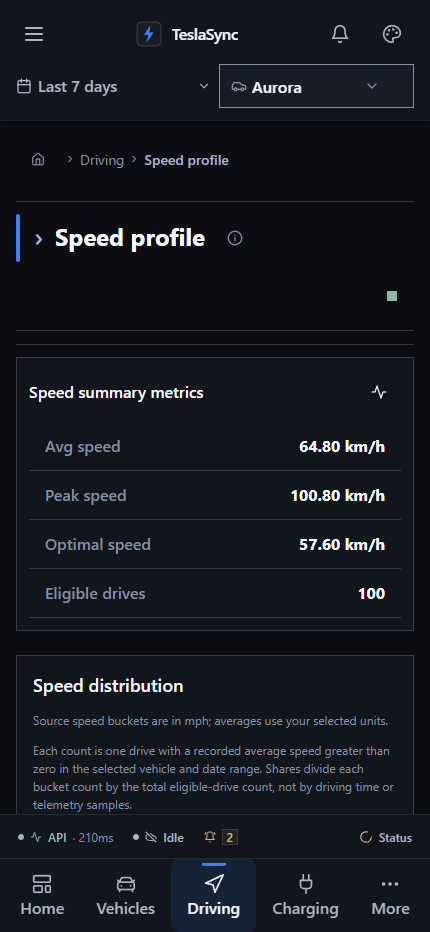 TeslaSync
Last 7 days
Aurora
Driving
Speed profile
Speed profile
Speed summary metrics
Avg speed 64.80 km/h
Peak speed 100.80 km/h
Optimal speed 57.60 km/h
Eligible drives 100
Speed distribution
Source speed buckets are in mph; averages use your selected units.
Each count is one drive with a recorded average speed greater than
zero in the selected vehicle and date range. Shares divide each
bucket count by the total eligible-drive count, not by driving time or
telemetry samples.
API · 210ms Idle 2 Status
Home Vehicles Driving Charging More